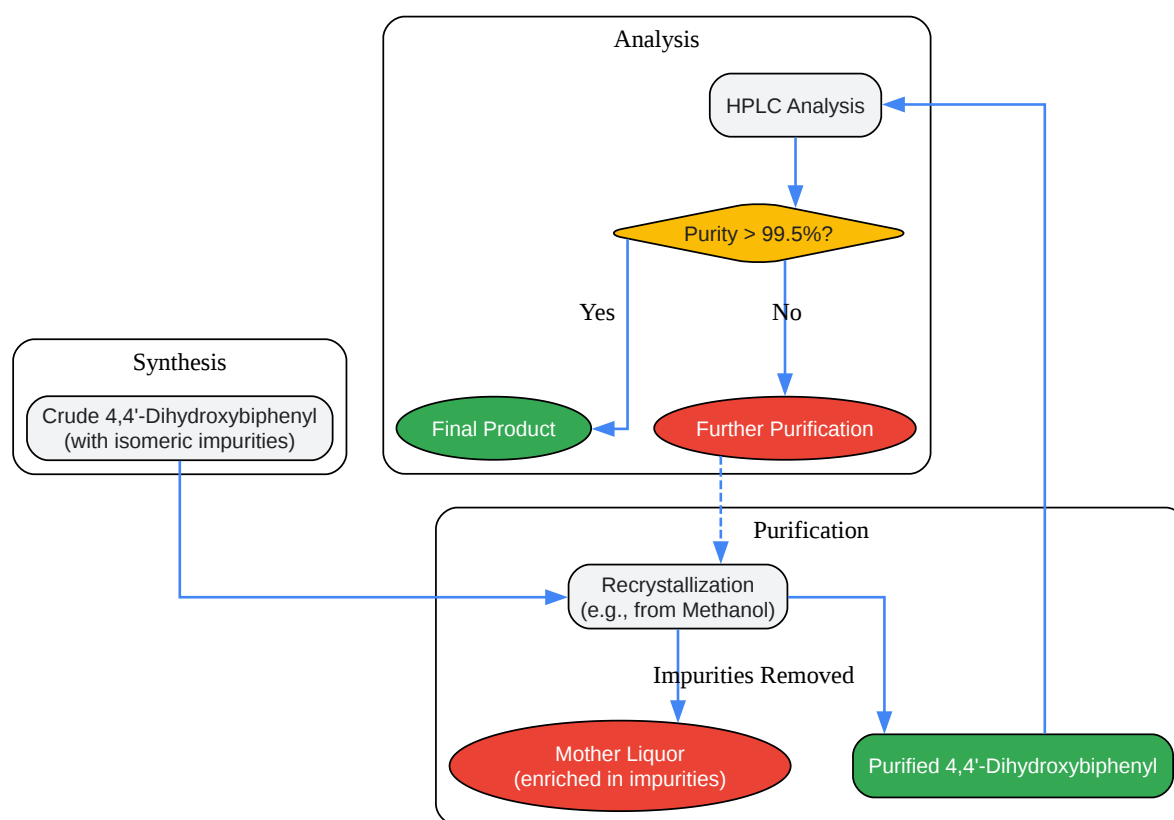 Analysis
HPLC Analysis
Purity > 99.5%?
Yes
No
Synthesis
Crude 4,4'-Dihydroxybiphenyl
(with isomeric impurities)
Final Product
Further Purification
Purification
Recrystallization
(e.g., from Methanol)
Impurities Removed
Mother Liquor
(enriched in impurities)
Purified 4,4'-Dihydroxybiphenyl